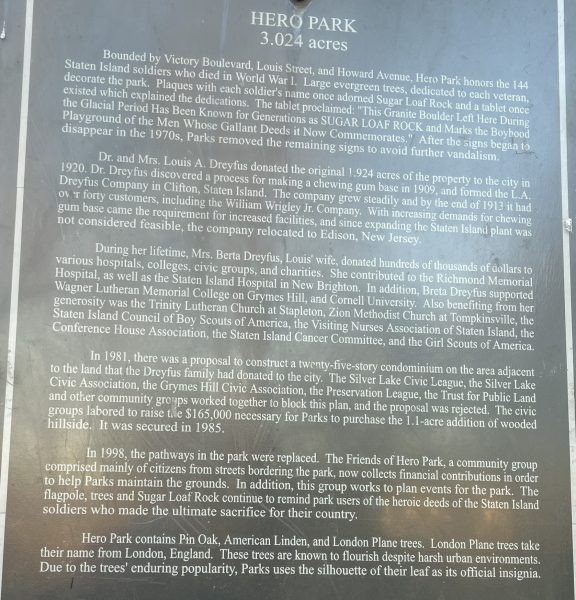 HERO PARK
3.024 acres
Bounded by Victory Boulevard, Louis Street, and Howard Avenue, Hero Park honors the 144
Staten Island soldiers who died in World War I. Large evergreen trees, dedicated to each veteran,
decorate the park. Plaques with each soldier's name once adorned Sugar Loaf Rock and a tablet once
existed which explained the dedications. The tablet proclaimed: "This Granite Boulder Left Here During
the Glacial Period Has Been Known for Generations as SUGAR LOAF ROCK and Marks the Boyhood
Playground of the Men Whose Gallant Deeds it Now Commemorates." After the signs began to
disappear in the 1970s, Parks removed the remaining signs to avoid further vandalism.
Dr. and Mrs. Louis A. Dreyfus donated the original 1.924 acres of the property to the city in
1920. Dr. Dreyfus discovered a process for making a chewing gum base in 1909, and formed the L.A.
Dreyfus Company in Clifton, Staten Island. The company grew steadily and by the end of 1913 it had
over forty customers, including the William Wrigley Jr. Company. With increasing demands for chewing
gum base came the requirement for increased facilities, and since expanding the Staten Island plant was
not considered feasible, the company relocated to Edison, New Jersey.
During her lifetime, Mrs. Berta Dreyfus, Louis' wife, donated hundreds of thousands of dollars to
various hospitals, colleges, civic groups, and charities. She contributed to the Richmond Memorial
Hospital, as well as the Staten Island Hospital in New Brighton. In addition, Breta Dreyfus supported
Wagner Lutheran Memorial College on Grymes Hill, and Cornell University. Also benefiting from her
generosity was the Trinity Lutheran Church at Stapleton, Zion Methodist Church at Tompkinsville, the
Staten Island Council of Boy Scouts of America, the Visiting Nurses Association of Staten Island, the
Conference House Association, the Staten Island Cancer Committee, and the Girl Scouts of America.
In 1981, there was a proposal to construct a twenty-five-story condominium on the area adjacent
to the land that the Dreyfus family had donated to the city. The Silver Lake Civic League, the Silver Lake
Civic Association, the Grymes Hill Civic Association, the Preservation League, the Trust for Public Land
and other community groups worked together to block this plan, and the proposal was rejected. The civic
groups labored to raise the $165,000 necessary for Parks to purchase the 1.1-acre addition of wooded
hillside. It was secured in 1985.
In 1998, the pathways in the park were replaced. The Friends of Hero Park, a community group
comprised mainly of citizens from streets bordering the park, now collects financial contributions in order
to help Parks maintain the grounds. In addition, this group works to plan events for the park. The
flagpole, trees and Sugar Loaf Rock continue to remind park users of the heroic deeds of the Staten Island
soldiers who made the ultimate sacrifice for their country.
Hero Park contains Pin Oak, American Linden, and London Plane trees. London Plane trees take
their name from London, England. These trees are known to flourish despite harsh urban environments.
Due to the trees' enduring popularity, Parks uses the silhouette of their leaf as its official insignia.